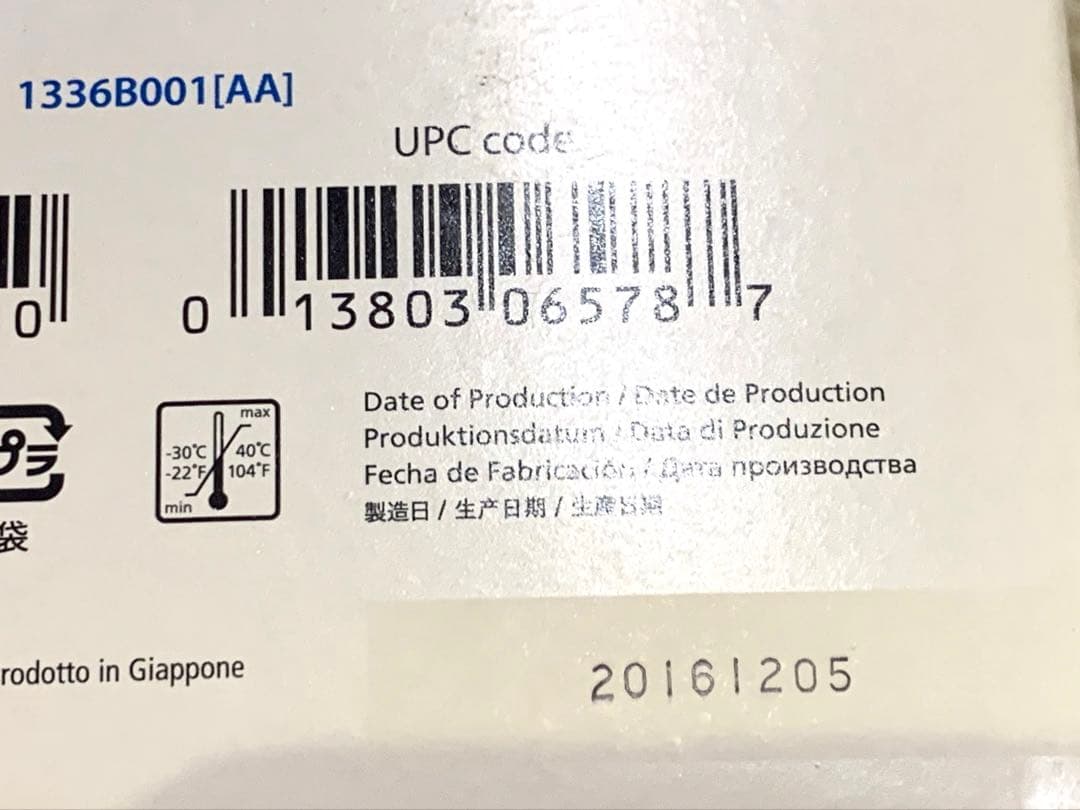 1336B001[AA]
UPC code
0
0 13803 06578 7
max
-30℃ 40℃
-22°F 104°F
min
Date of Production / Date de Production
Produktionsdatum / Data di Produzione
Fecha de Fabricación / Дата производства
製造日 / 生产日期 / 生產日期
プラ
袋
rodotto in Giappone
20161205